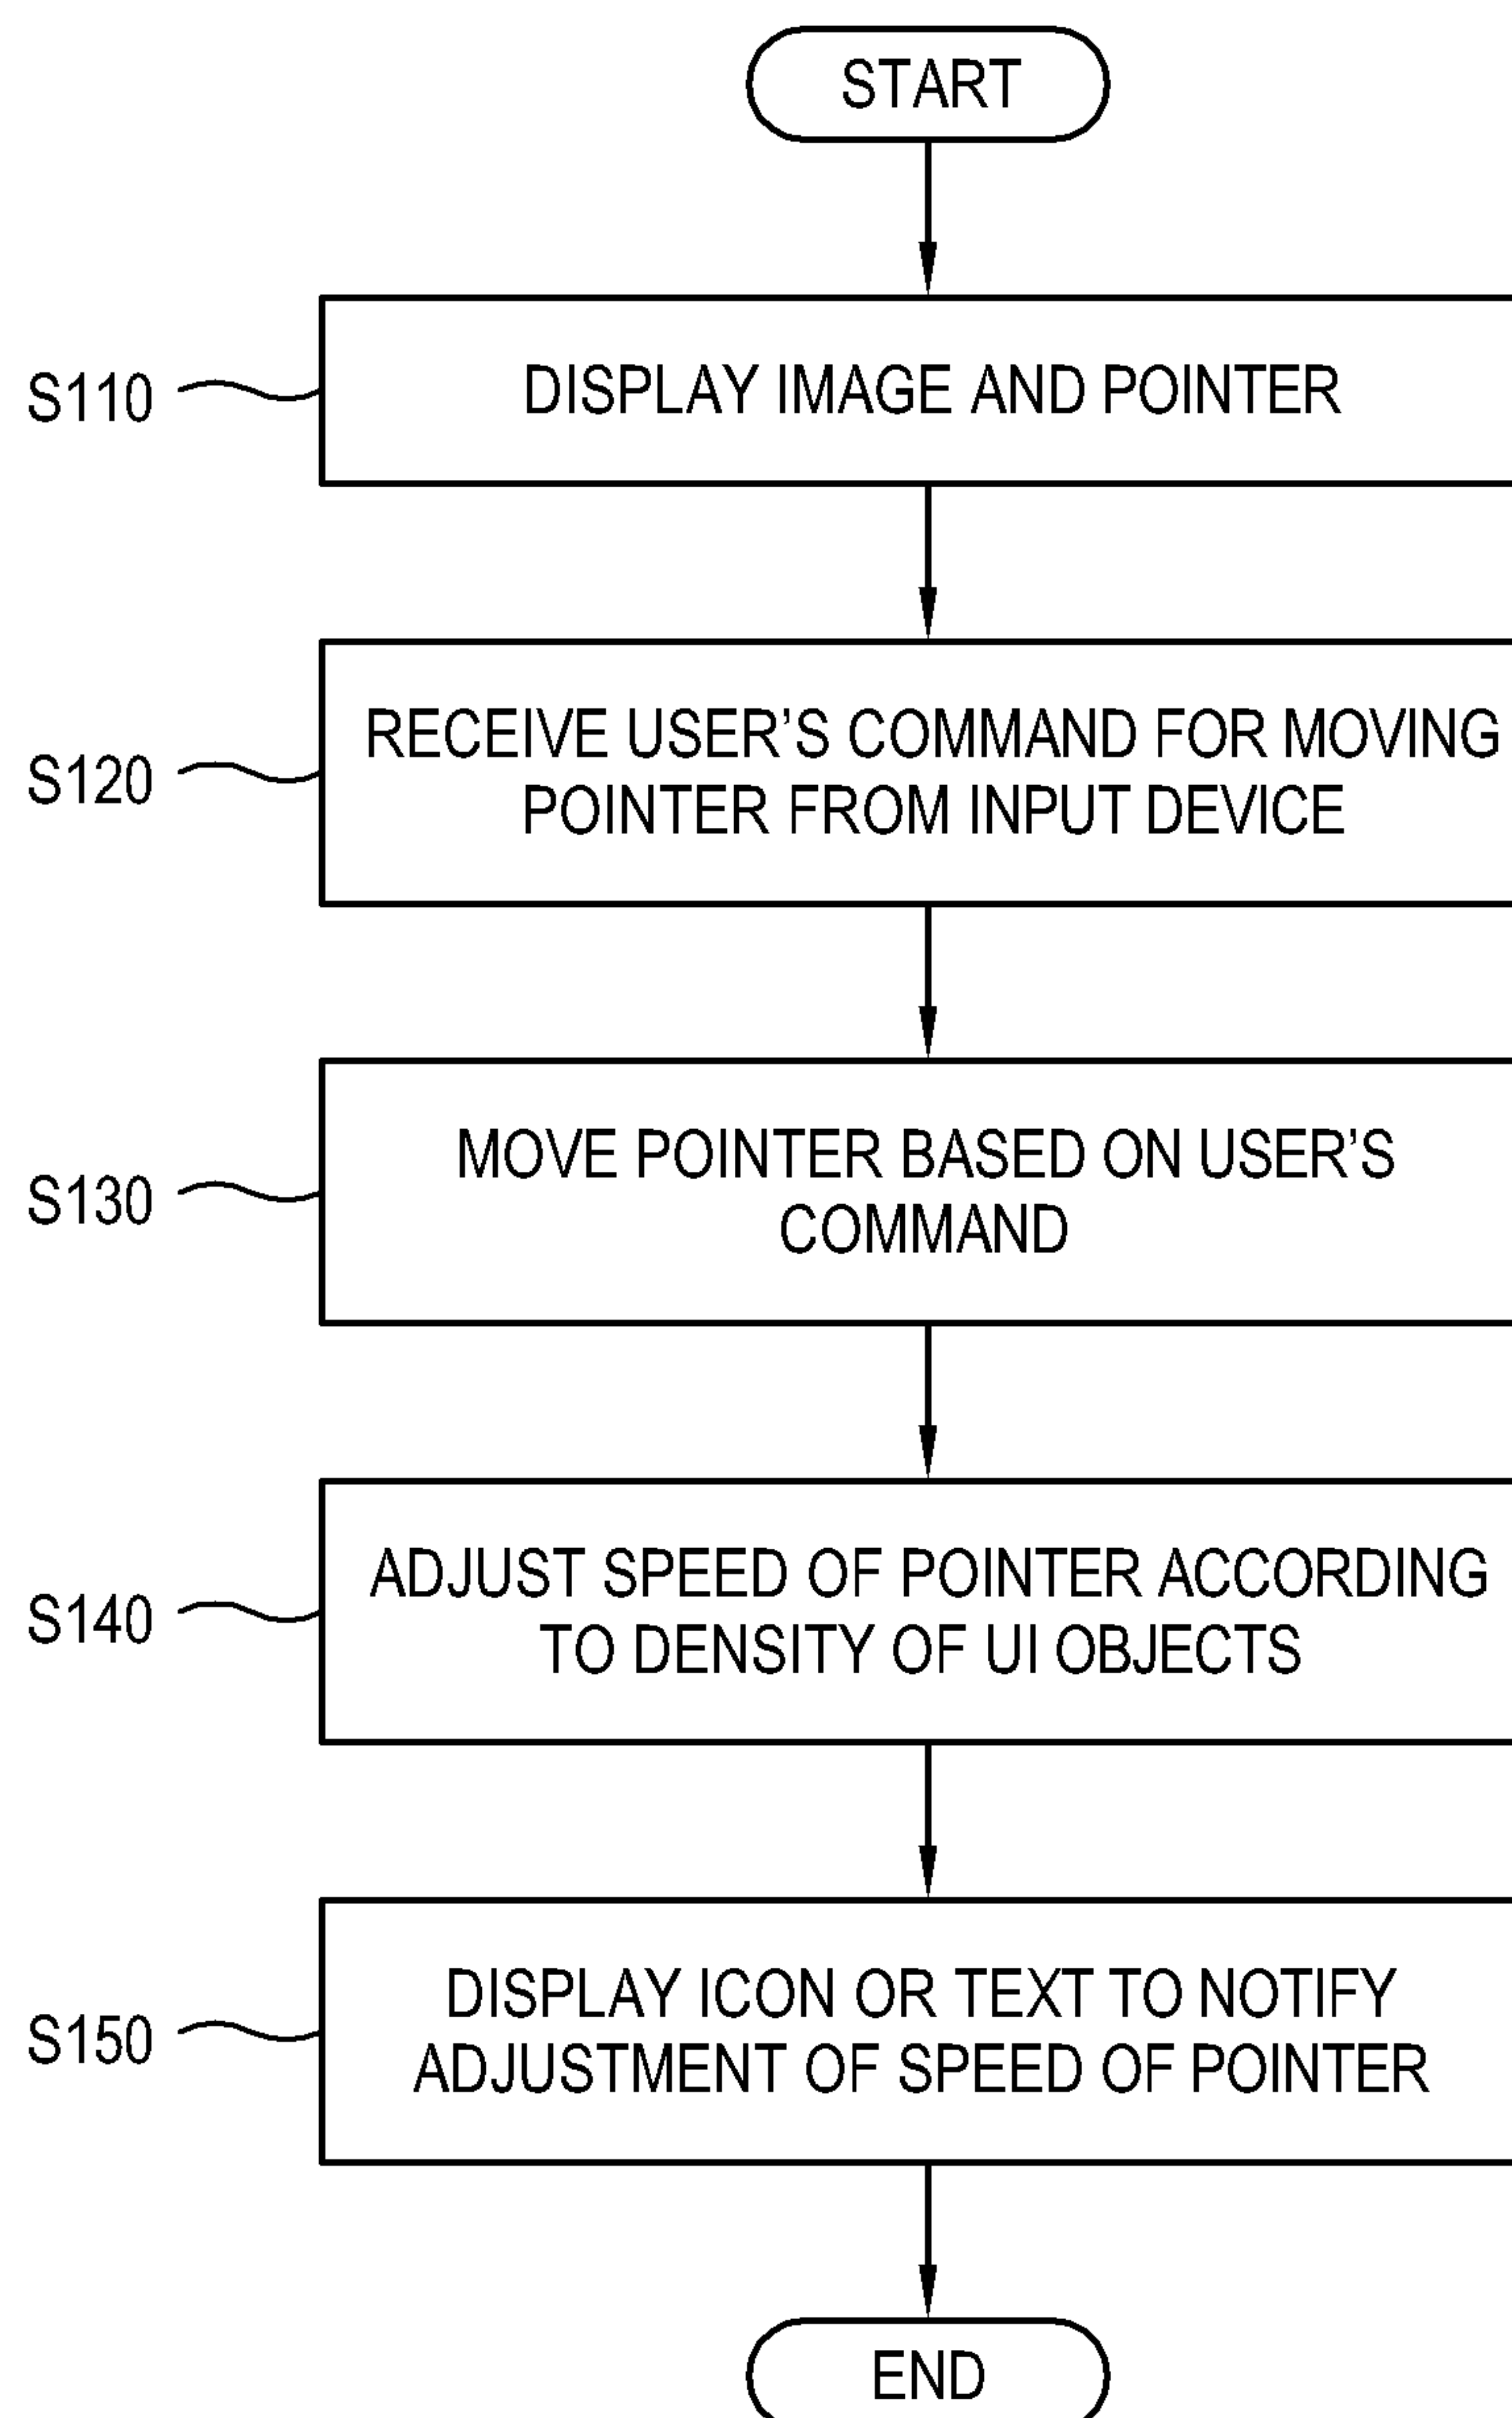 START
S110
DISPLAY IMAGE AND POINTER
S120
RECEIVE USER'S COMMAND FOR MOVING
POINTER FROM INPUT DEVICE
S130
MOVE POINTER BASED ON USER'S
COMMAND
S140
ADJUST SPEED OF POINTER ACCORDING
TO DENSITY OF UI OBJECTS
S150
DISPLAY ICON OR TEXT TO NOTIFY
ADJUSTMENT OF SPEED OF POINTER
END